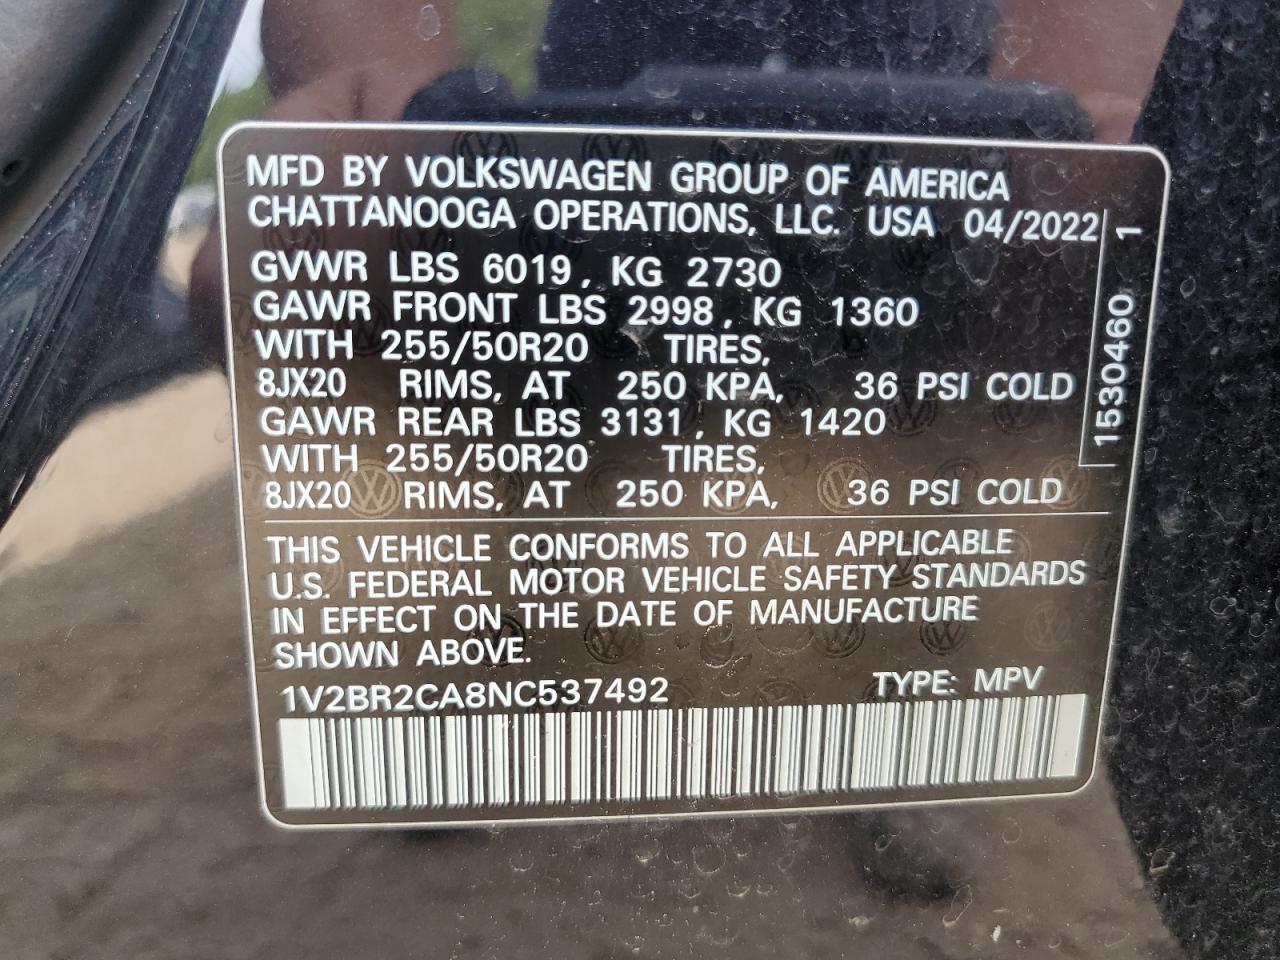 MFD BY VOLKSWAGEN GROUP OF AMERICA
CHATTANOOGA OPERATIONS, LLC. USA 04/2022
GVWR LBS 6019, KG 2730
GAWR FRONT LBS 2998, KG 1360
WITH 255/50R20 TIRES,
8JX20 RIMS, AT 250 KPA, 36 PSI COLD
GAWR REAR LBS 3131, KG 1420
WITH 255/50R20 TIRES,
8JX20 RIMS, AT 250 KPA, 36 PSI COLD
1530460 1
THIS VEHICLE CONFORMS TO ALL APPLICABLE
U.S. FEDERAL MOTOR VEHICLE SAFETY STANDARDS
IN EFFECT ON THE DATE OF MANUFACTURE
SHOWN ABOVE.
1V2BR2CA8NC537492 TYPE: MPV